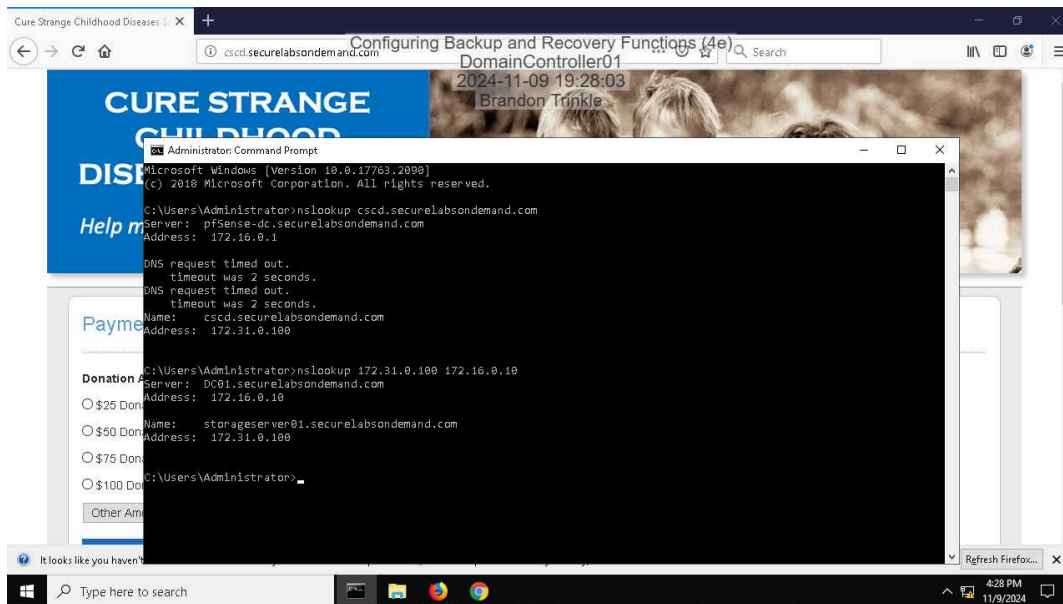 Cure Strange Childhood Diseases
cscd.securelabsondemand.com
Search
Configuring Backup and Recovery Functions (4e)
DomainController01
2024-11-09 19:28:03
Brandon Trinkle
CURE STRANGE
CHILDHOOD
DISE
Help m
Administrator: Command Prompt
Microsoft Windows [Version 10.0.17763.2090]
(c) 2018 Microsoft Corporation. All rights reserved.
C:\Users\Administrator>nslookup cscd.securelabsondemand.com
Server:  pfSense-dc.securelabsondemand.com
Address:  172.16.0.1
DNS request timed out.
timeout was 2 seconds.
DNS request timed out.
timeout was 2 seconds.
Name:    cscd.securelabsondemand.com
Address:  172.31.0.100
C:\Users\Administrator>nslookup 172.31.0.100 172.16.0.10
Server:  DC01.securelabsondemand.com
Address:  172.16.0.10
Name:    storageserver01.securelabsondemand.com
Address:  172.31.0.100
C:\Users\Administrator>
Payme
Donation A
$25 Don
$50 Don
$75 Don
$100 Do
Other Am
It looks like you haven't
Refresh Firefox...
Type here to search
4:28 PM
11/9/2024